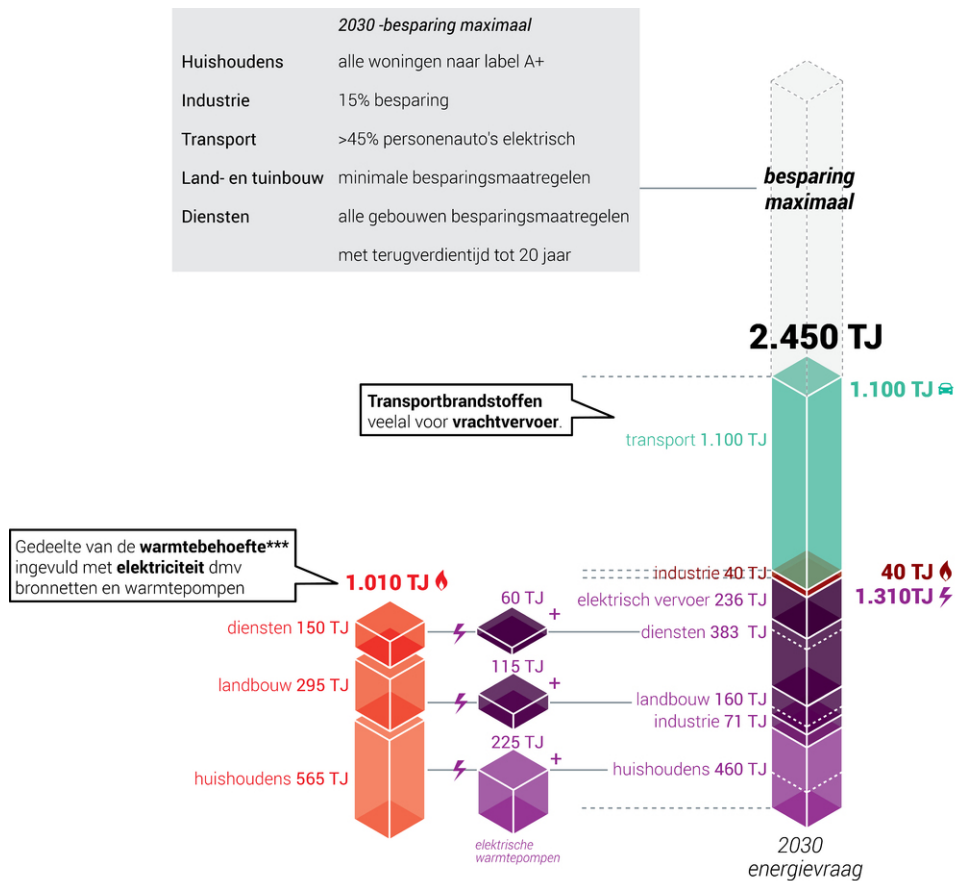 2030 -besparing maximaal
Huishoudens alle woningen naar label A+
Industrie 15% besparing
Transport >45% personenauto's elektrisch
Land- en tuinbouw minimale besparingsmaatregelen
Diensten alle gebouwen besparingsmaatregelen
met terugverdientijd tot 20 jaar
besparing
maximaal
2.450 TJ
1.100 TJ
Transportbrandstoffen
veelal voor vrachtvervoer.
transport 1.100 TJ
Gedeelte van de warmtebehoefte***
ingevuld met elektriciteit dmv
bronnetten en warmtepompen
1.010 TJ
industrie 40 TJ
40 TJ
60 TJ
+
elektrisch vervoer 236 TJ
1.310TJ
diensten 150 TJ
diensten 383 TJ
115 TJ
+
landbouw 295 TJ
landbouw 160 TJ
industrie 71 TJ
225 TJ
+
huishoudens 565 TJ
huishoudens 460 TJ
elektrische
warmtepompen
2030
energievraag